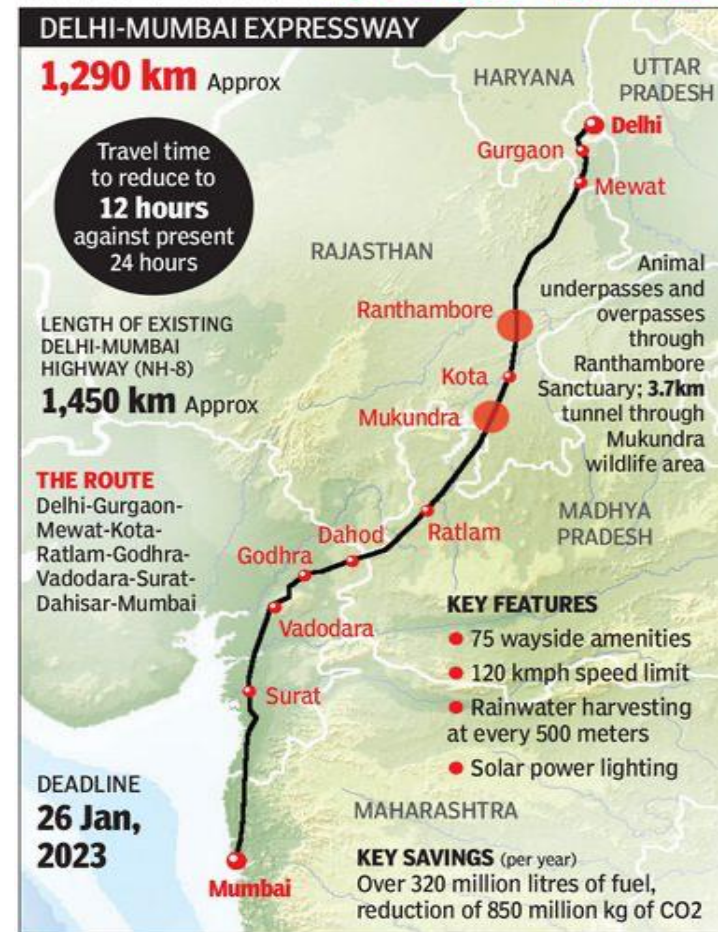 DELHI-MUMBAI EXPRESSWAY
1,290 km Approx
Travel time
to reduce to
12 hours
against present
24 hours
LENGTH OF EXISTING
DELHI-MUMBAI
HIGHWAY (NH-8)
1,450 km Approx
THE ROUTE
Delhi-Gurgaon-
Mewat-Kota-
Ratlam-Godhra-
Vadodara-Surat-
Dahisar-Mumbai
DEADLINE
26 Jan,
2023
HARYANA
UTTAR
PRADESH
Delhi
Gurgaon
Mewat
RAJASTHAN
Ranthambore
Kota
Mukundra
Animal
underpasses and
overpasses
through
Ranthambore
Sanctuary; 3.7km
tunnel through
Mukundra
wildlife area
MADHYA
PRADESH
Ratlam
Dahod
Godhra
Vadodara
Surat
Mumbai
KEY FEATURES
● 75 wayside amenities
● 120 kmph speed limit
● Rainwater harvesting
at every 500 meters
● Solar power lighting
MAHARASHTRA
KEY SAVINGS (per year)
Over 320 million litres of fuel,
reduction of 850 million kg of CO2